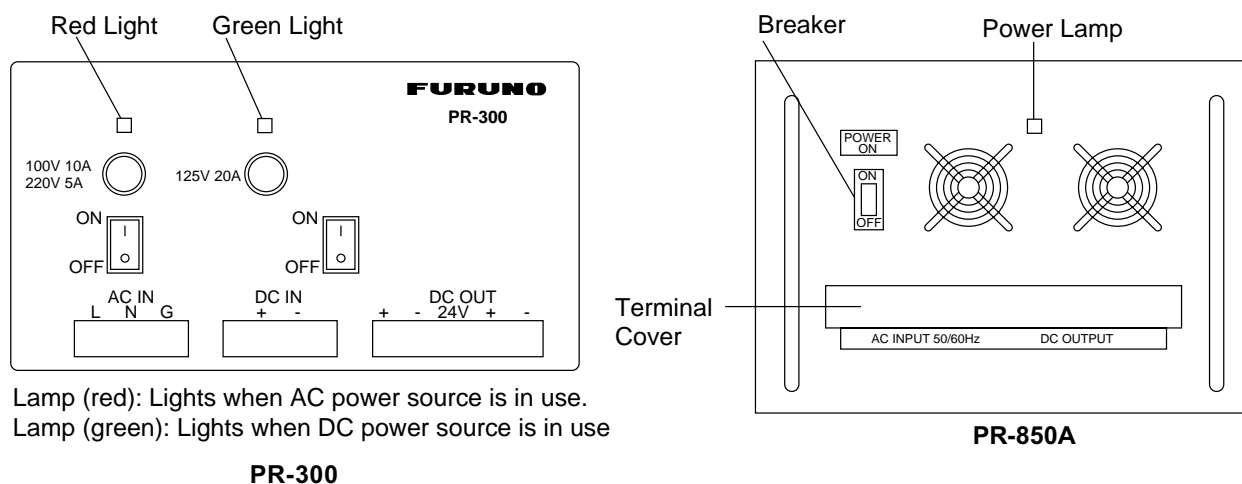 Red Light
Green Light
FURUNO
PR-300
100V 10A
220V 5A
125V 20A
ON
OFF
ON
OFF
AC IN
L N G
DC IN
+ -
DC OUT
+ - 24V + -
Lamp (red): Lights when AC power source is in use.
Lamp (green): Lights when DC power source is in use
PR-300
Breaker
Power Lamp
POWER
ON
ON
OFF
Terminal
Cover
AC INPUT 50/60Hz
DC OUTPUT
PR-850A